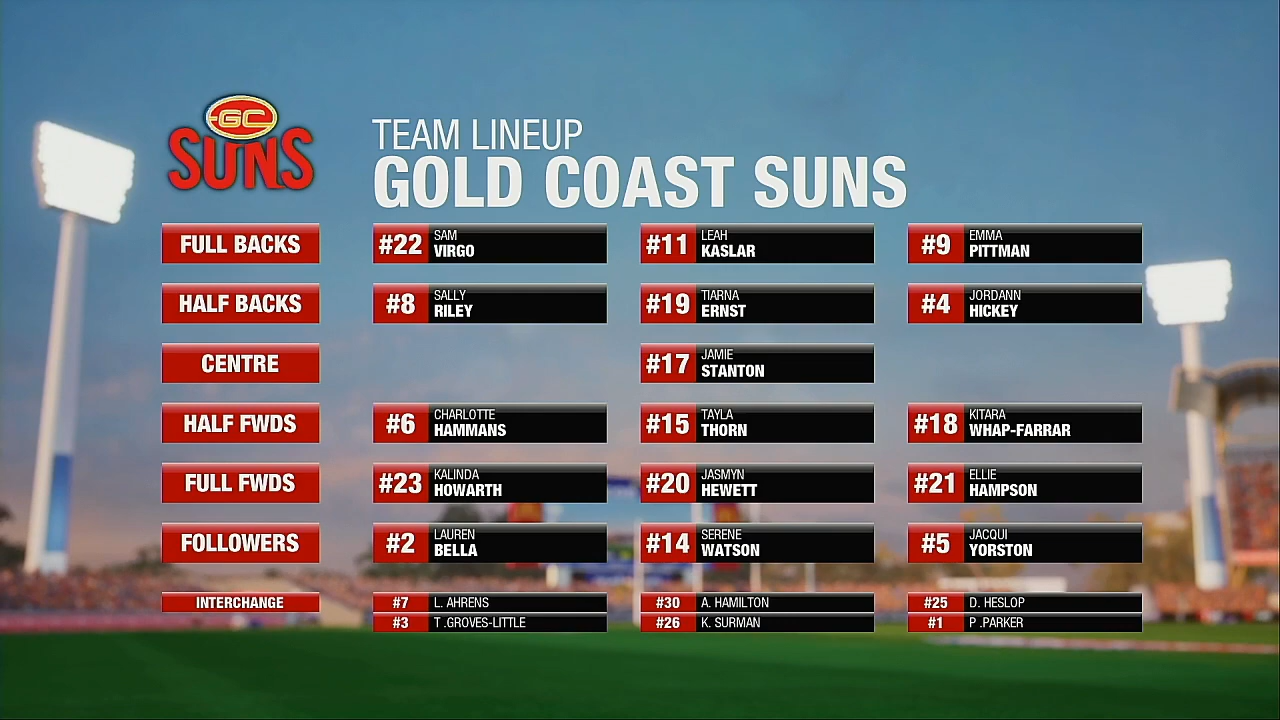 GC
SUNS
TEAM LINEUP
GOLD COAST SUNS
FULL BACKS
#22 SAM VIRGO
#11 LEAH KASLAR
#9 EMMA PITTMAN
HALF BACKS
#8 SALLY RILEY
#19 TIARNA ERNST
#4 JORDANN HICKEY
CENTRE
#17 JAMIE STANTON
HALF FWDS
#6 CHARLOTTE HAMMANS
#15 TAYLA THORN
#18 KITARA WHAP-FARRAR
FULL FWDS
#23 KALINDA HOWARTH
#20 JASMYN HEWETT
#21 ELLIE HAMPSON
FOLLOWERS
#2 LAUREN BELLA
#14 SERENE WATSON
#5 JACQUI YORSTON
INTERCHANGE
#7 L. AHRENS
#30 A. HAMILTON
#25 D. HESLOP
#3 T .GROVES-LITTLE
#26 K. SURMAN
#1 P .PARKER